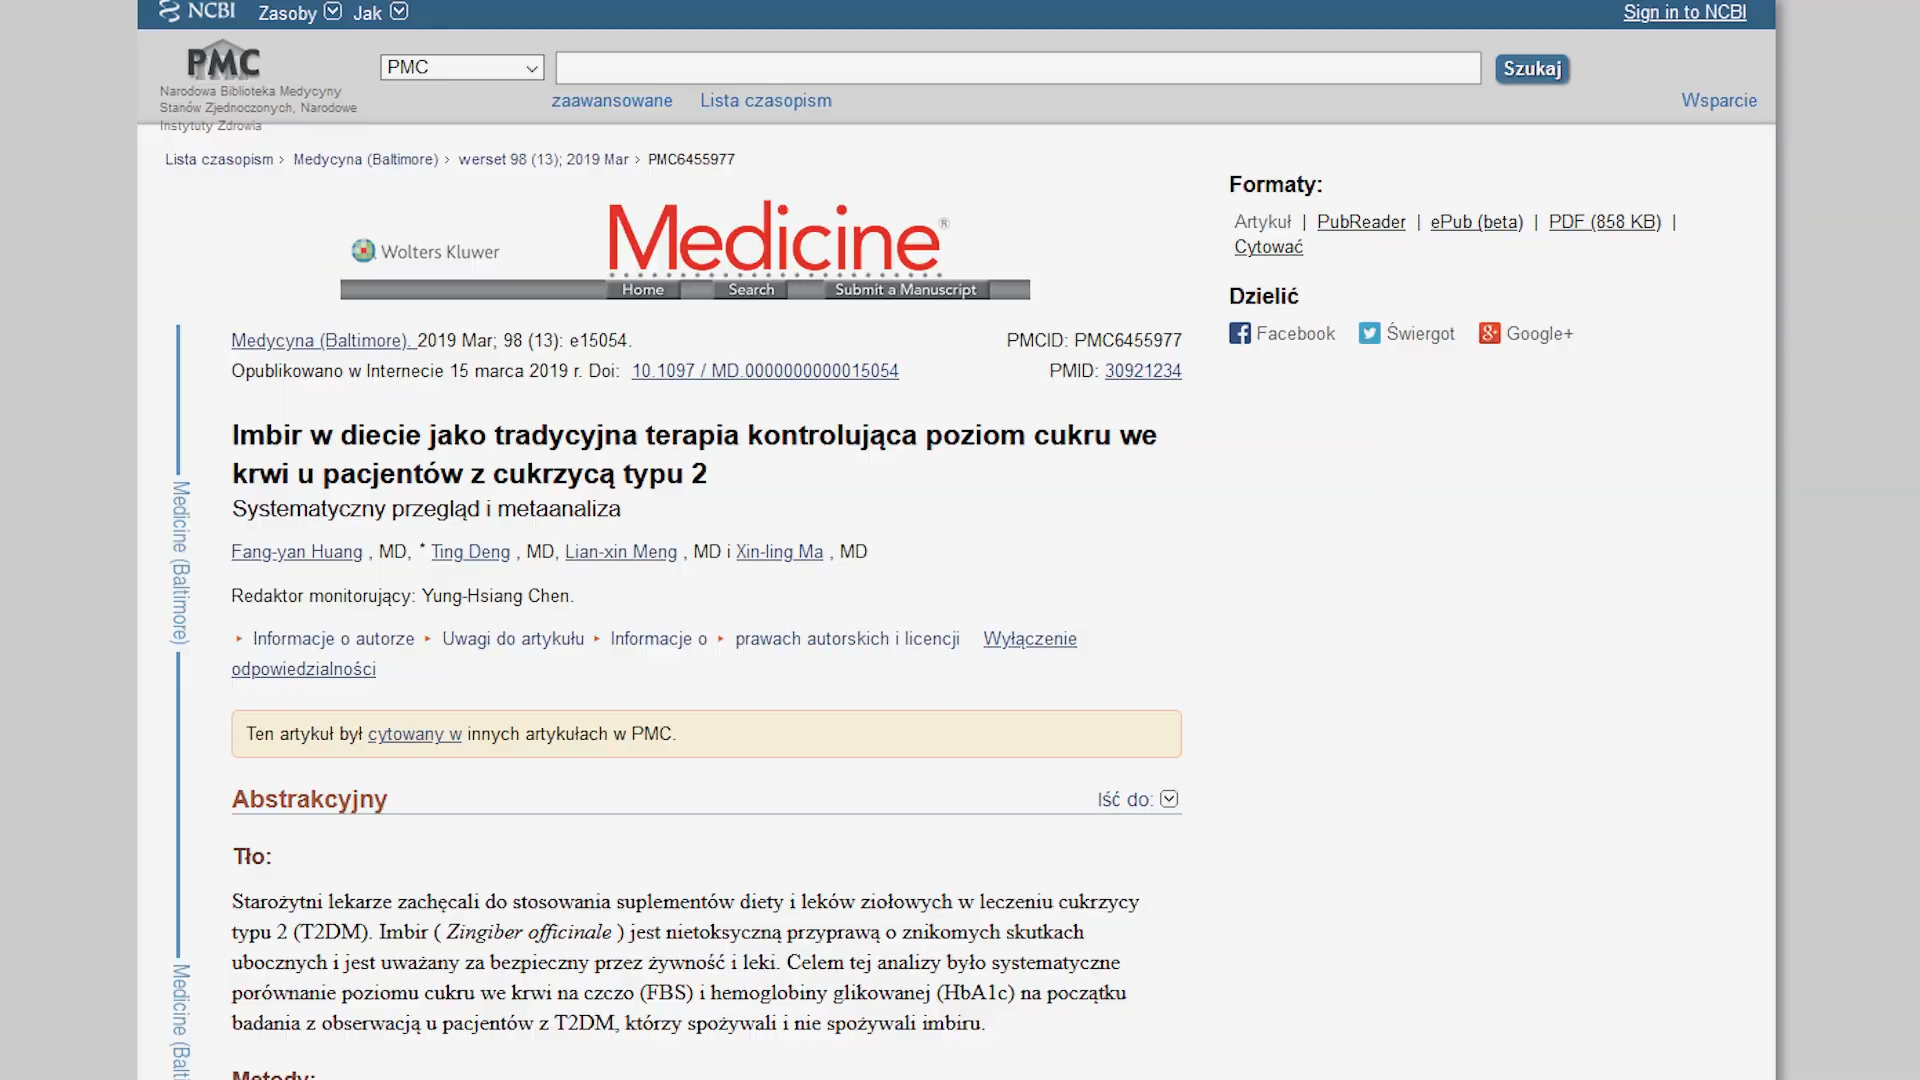 NCBI Zasoby Jak Sign in to NCBI
PMC
Narodowa Biblioteka Medycyny
Stanów Zjednoczonych, Narodowe
Instytuty Zdrowia
PMC Szukaj
zaawansowane Lista czasopism Wsparcie
Lista czasopism › Medycyna (Baltimore) › werset 98 (13); 2019 Mar › PMC6455977
Wolters Kluwer
Medicine®
Home Search Submit a Manuscript
Formaty:
Artykuł | PubReader | ePub (beta) | PDF (858 KB) |
Cytować
Dzielić
Facebook Świergot Google+
Medycyna (Baltimore). 2019 Mar; 98 (13): e15054. PMCID: PMC6455977
Opublikowano w Internecie 15 marca 2019 r. Doi: 10.1097 / MD.0000000000015054 PMID: 30921234
Imbir w diecie jako tradycyjna terapia kontrolująca poziom cukru we
krwi u pacjentów z cukrzycą typu 2
Systematyczny przegląd i metaanaliza
Fang-yan Huang , MD, * Ting Deng , MD, Lian-xin Meng , MD i Xin-ling Ma , MD
Redaktor monitorujący: Yung-Hsiang Chen.
▸ Informacje o autorze ▸ Uwagi do artykułu ▸ Informacje o ▸ prawach autorskich i licencji Wyłączenie
odpowiedzialności
Ten artykuł był cytowany w innych artykułach w PMC.
Abstrakcyjny Iść do:
Tło:
Starożytni lekarze zachęcali do stosowania suplementów diety i leków ziołowych w leczeniu cukrzycy
typu 2 (T2DM). Imbir ( Zingiber officinale ) jest nietoksyczną przyprawą o znikomych skutkach
ubocznych i jest uważany za bezpieczny przez żywność i leki. Celem tej analizy było systematyczne
porównanie poziomu cukru we krwi na czczo (FBS) i hemoglobiny glikowanej (HbA1c) na początku
badania z obserwacją u pacjentów z T2DM, którzy spożywali i nie spożywali imbiru.
Metody:
Medicine (Baltimore)
Medicine (Balti